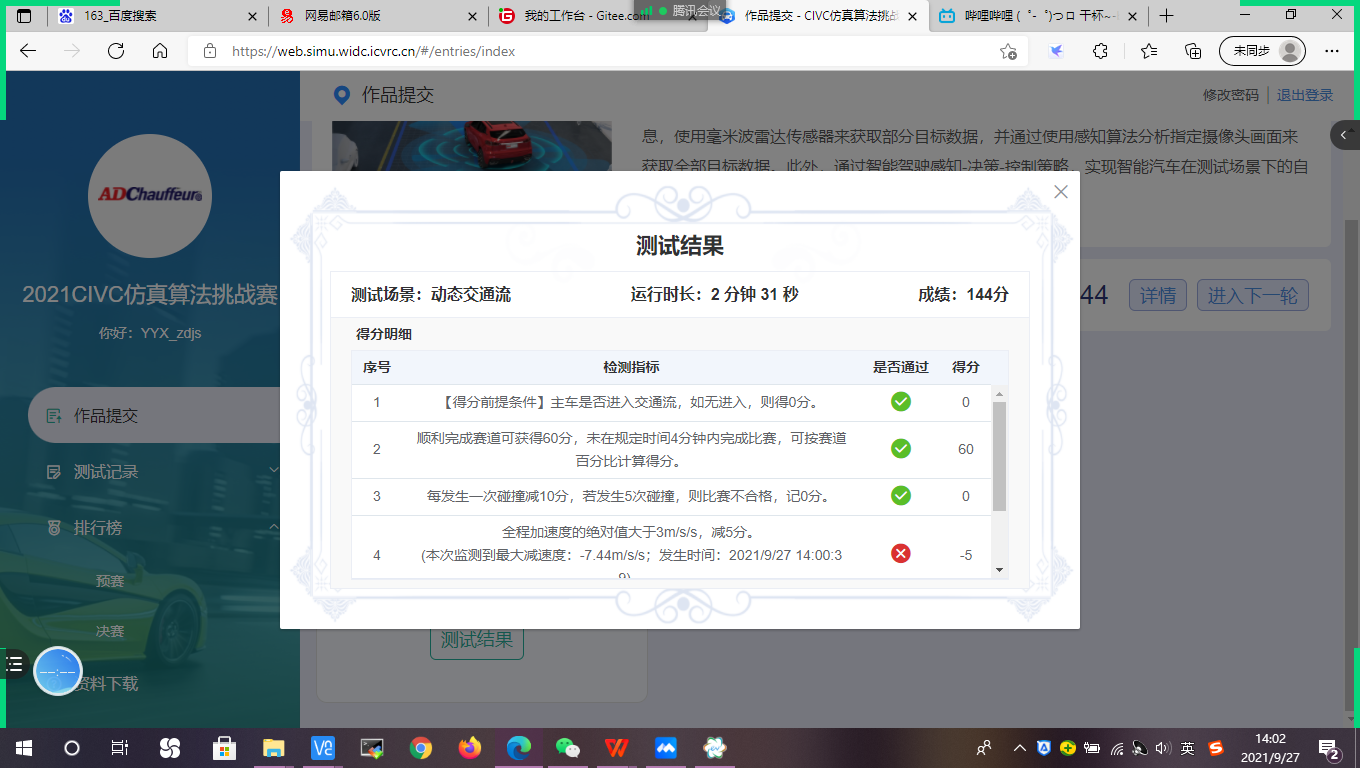 163_百度搜索
网易邮箱6.0版
我的工作台 - Gitee.com
腾讯会议
作品提交 - CIVC仿真算法挑战
哔哩哔哩 (゜-゜)つロ 干杯~-
https://web.simu.widc.icvrc.cn/#/entries/index
未同步
作品提交
修改密码
退出登录
ADChauffeur
2021CIVC仿真算法挑战赛
你好：YYX_zdjs
作品提交
测试记录
排行榜
预赛
决赛
资料下载
息，使用毫米波雷达传感器来获取部分目标数据，并通过使用感知算法分析指定摄像头画面来
获取全部目标数据。此外，通过智能驾驶感知-决策-控制策略，实现智能汽车在测试场景下的自
44
详情
进入下一轮
测试结果
测试场景：动态交通流
运行时长：2 分钟 31 秒
成绩：144分
得分明细
序号 检测指标 是否通过 得分
1 【得分前提条件】主车是否进入交通流，如无进入，则得0分。 0
2 顺利完成赛道可获得60分，未在规定时间4分钟内完成比赛，可按赛道
百分比计算得分。 60
3 每发生一次碰撞减10分，若发生5次碰撞，则比赛不合格，记0分。 0
全程加速度的绝对值大于3m/s/s，减5分。
4 (本次监测到最大减速度：-7.44m/s/s；发生时间：2021/9/27 14:00:3 -5
9)
测试结果
英
14:02
2021/9/27
2